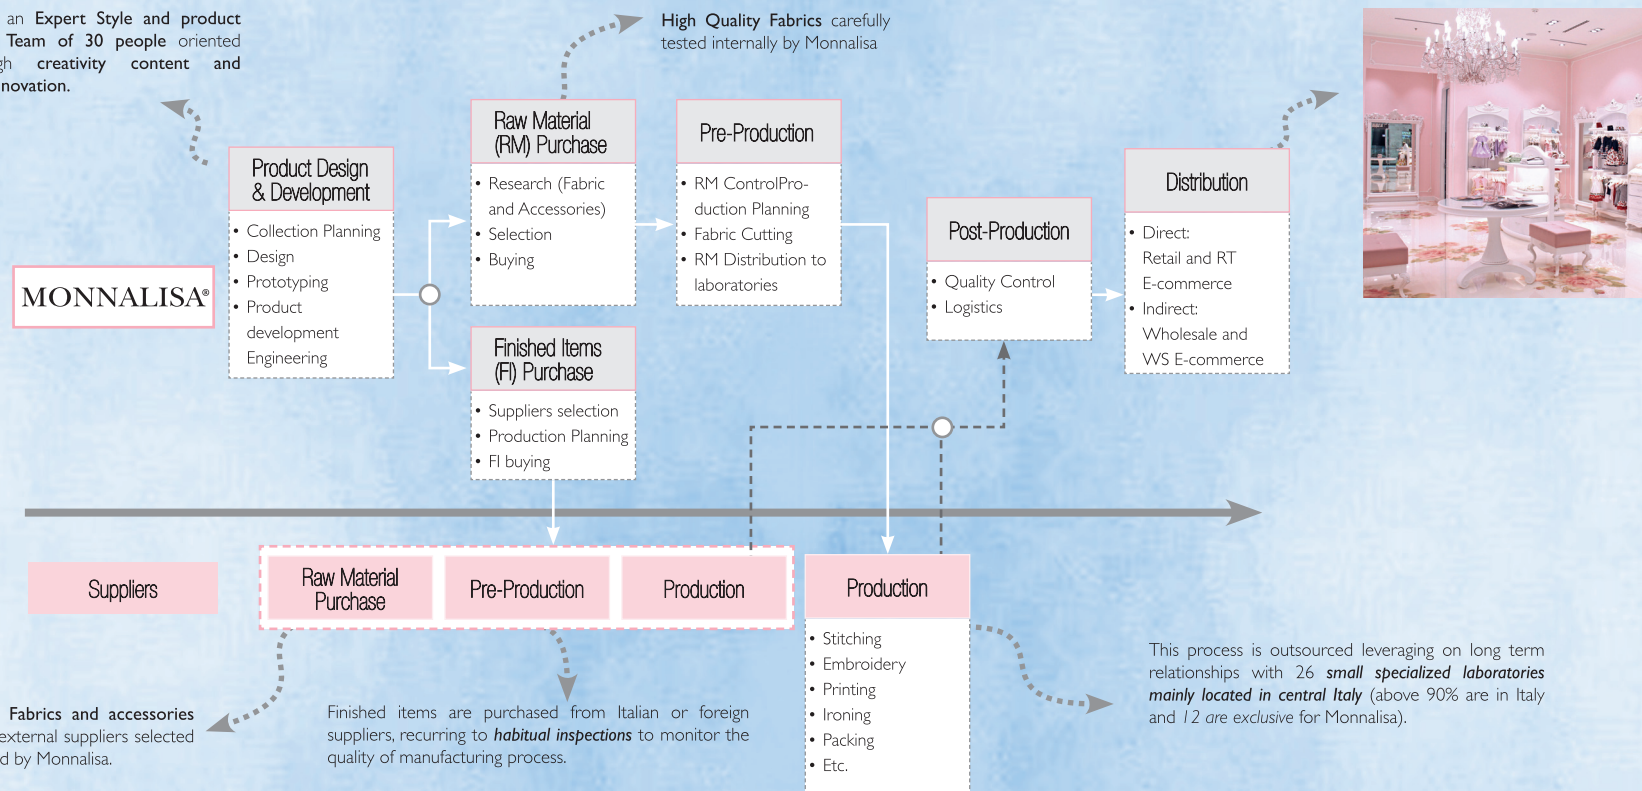 an Expert Style and product
Team of 30 people oriented
creativity content and
High Quality Fabrics carefully
tested internally by Monnalisa
Product Design
& Development
• Collection Planning
• Design
• Prototyping
• Product
development
Engineering
Raw Material
(RM) Purchase
• Research (Fabric
and Accessories)
• Selection
• Buying
Pre-Production
• RM ControlPro-
duction Planning
• Fabric Cutting
• RM Distribution to
laboratories
Finished Items
(FI) Purchase
• Suppliers selection
• Production Planning
• FI buying
Post-Production
• Quality Control
• Logistics
Distribution
• Direct:
Retail and RT
E-commerce
• Indirect:
Wholesale and
WS E-commerce
MONNALISA®
Suppliers
Raw Material
Purchase
Pre-Production
Production
Production
• Stitching
• Embroidery
• Printing
• Ironing
• Packing
• Etc.
Fabrics and accessories
external suppliers selected
by Monnalisa.
Finished items are purchased from Italian or foreign
suppliers, recurring to habitual inspections to monitor the
quality of manufacturing process.
This process is outsourced leveraging on long term
relationships with 26 small specialized laboratories
mainly located in central Italy (above 90% are in Italy
and 12 are exclusive for Monnalisa).